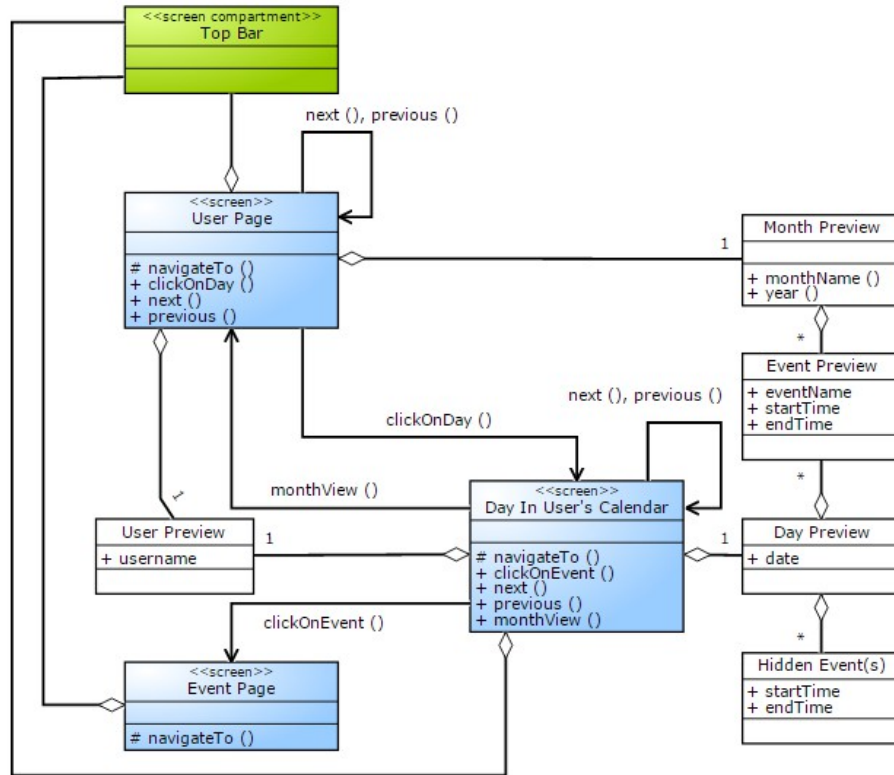 <<screen compartment>>
Top Bar
next (), previous ()
<<screen>>
User Page
# navigateTo ()
+ clickOnDay ()
+ next ()
+ previous ()
1
Month Preview
+ monthName ()
+ year ()
*
Event Preview
+ eventName
+ startTime
+ endTime
*
next (), previous ()
clickOnDay ()
monthView ()
<<screen>>
Day In User's Calendar
# navigateTo ()
+ clickOnEvent ()
+ next ()
+ previous ()
+ monthView ()
1
User Preview
+ username
1
1
Day Preview
+ date
*
Hidden Event(s)
+ startTime
+ endTime
clickOnEvent ()
<<screen>>
Event Page
# navigateTo ()